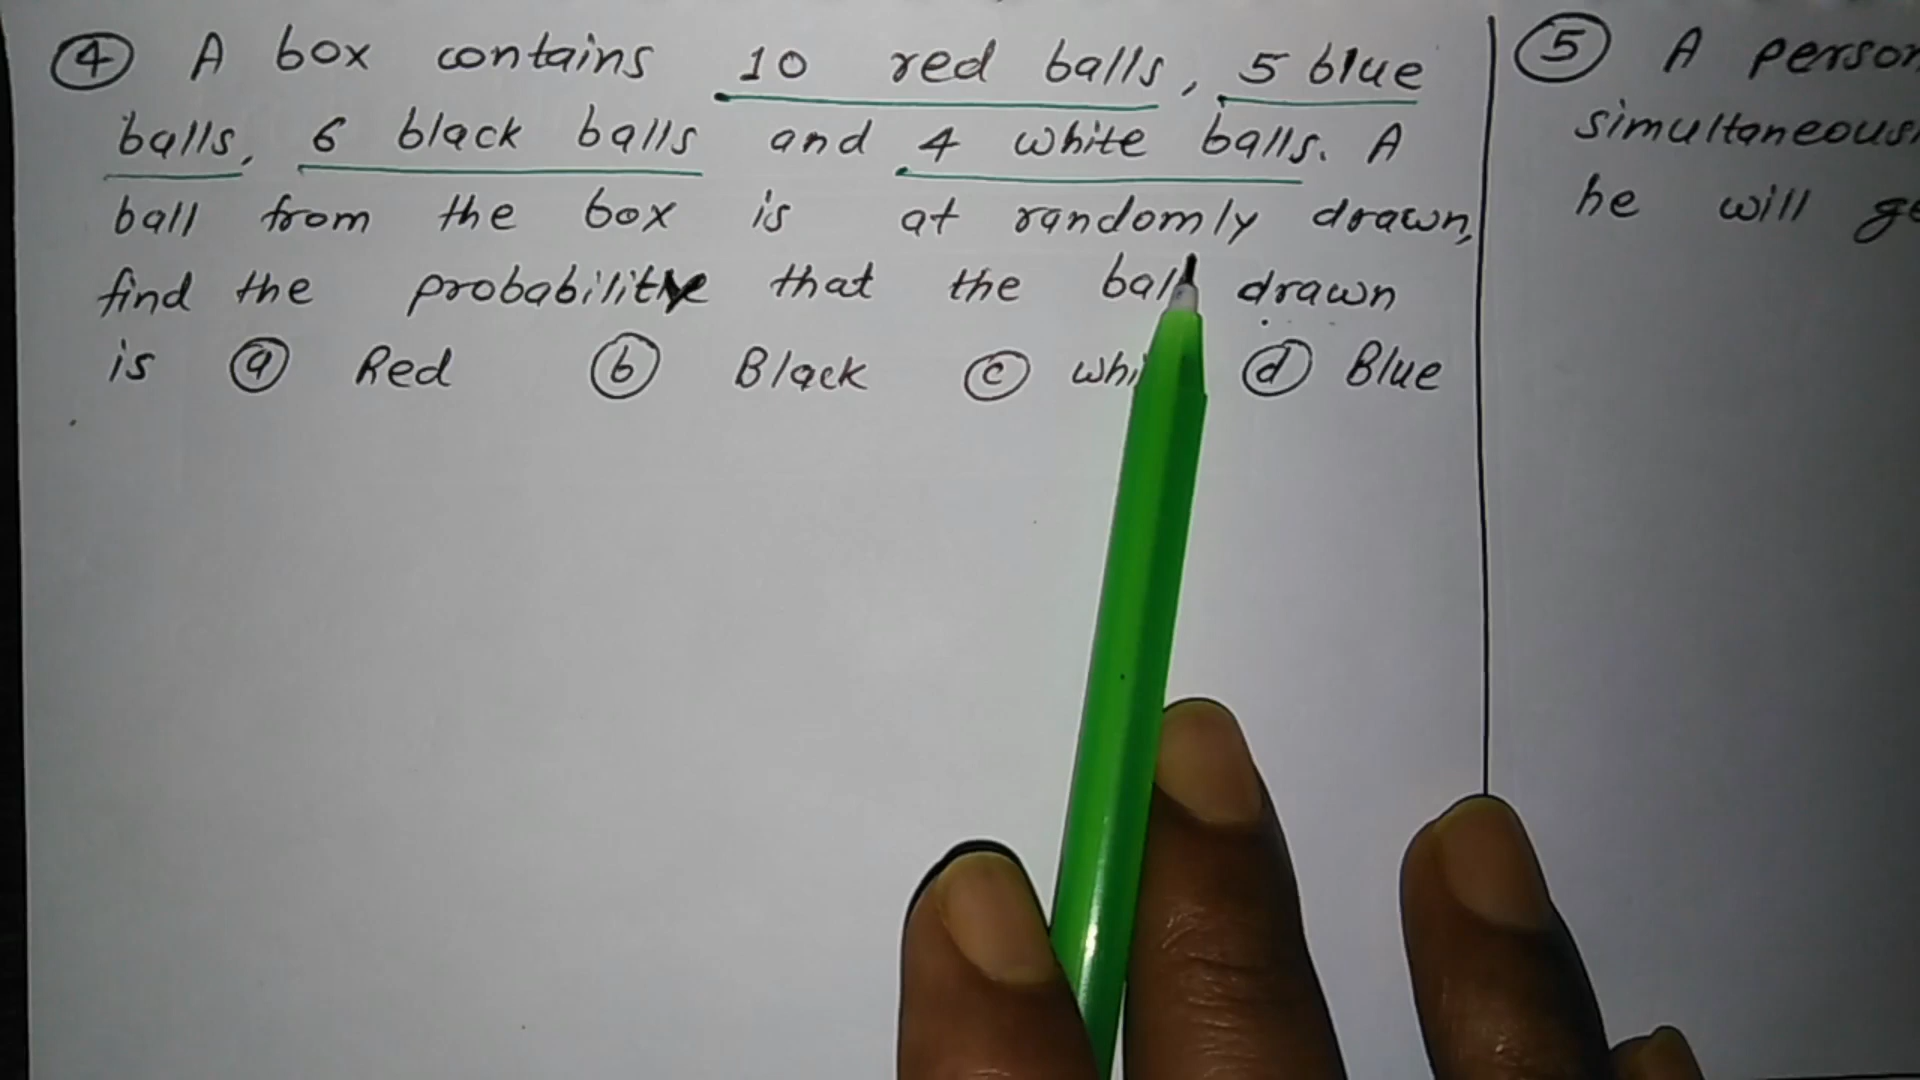 ④ A box contains 10 red balls, 5 blue
balls, 6 black balls and 4 white balls. A
ball from the box is at randomly drawn,
find the probability that the ball drawn
is ⓐ Red ⓑ Black ⓒ ⓓ Blue
⑤ A person
simultaneous
he will